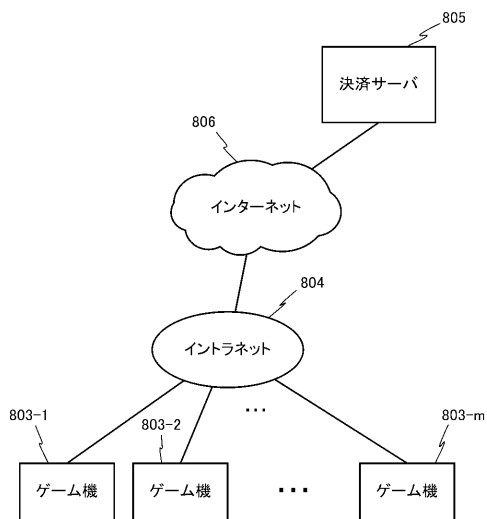 805
決済サーバ
806
インターネット
804
イントラネット
803-1
803-2
...
803-m
ゲーム機
ゲーム機
...
ゲーム機